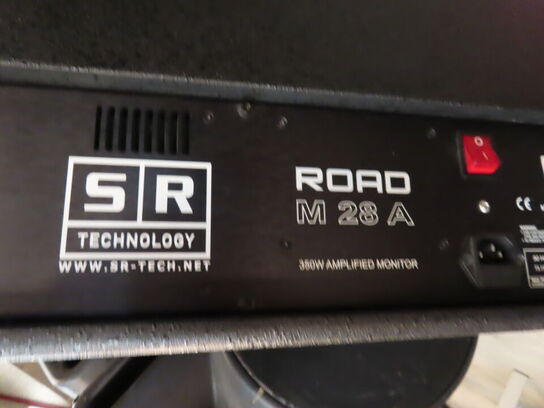 SR
TECHNOLOGY
WWW.SR-TECH.NET
ROAD
M 28 A
350W AMPLIFIED MONITOR
O
I
CE